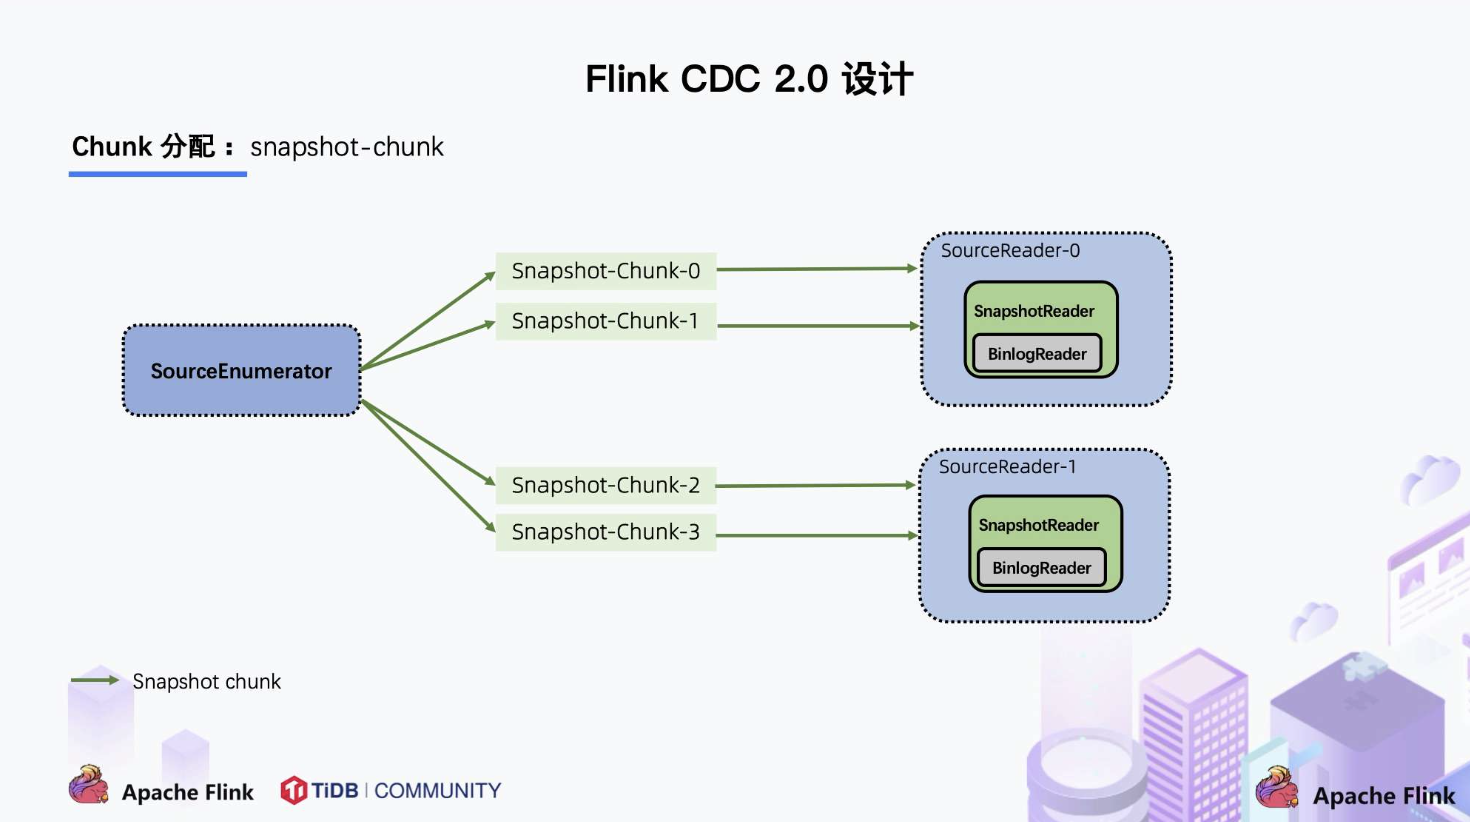 Flink CDC 2.0 设计
Chunk 分配： snapshot-chunk
SourceEnumerator
Snapshot-Chunk-0
Snapshot-Chunk-1
Snapshot-Chunk-2
Snapshot-Chunk-3
SourceReader-0
SnapshotReader
BinlogReader
SourceReader-1
SnapshotReader
BinlogReader
Snapshot chunk
Apache Flink
TiDB | COMMUNITY
Apache Flink